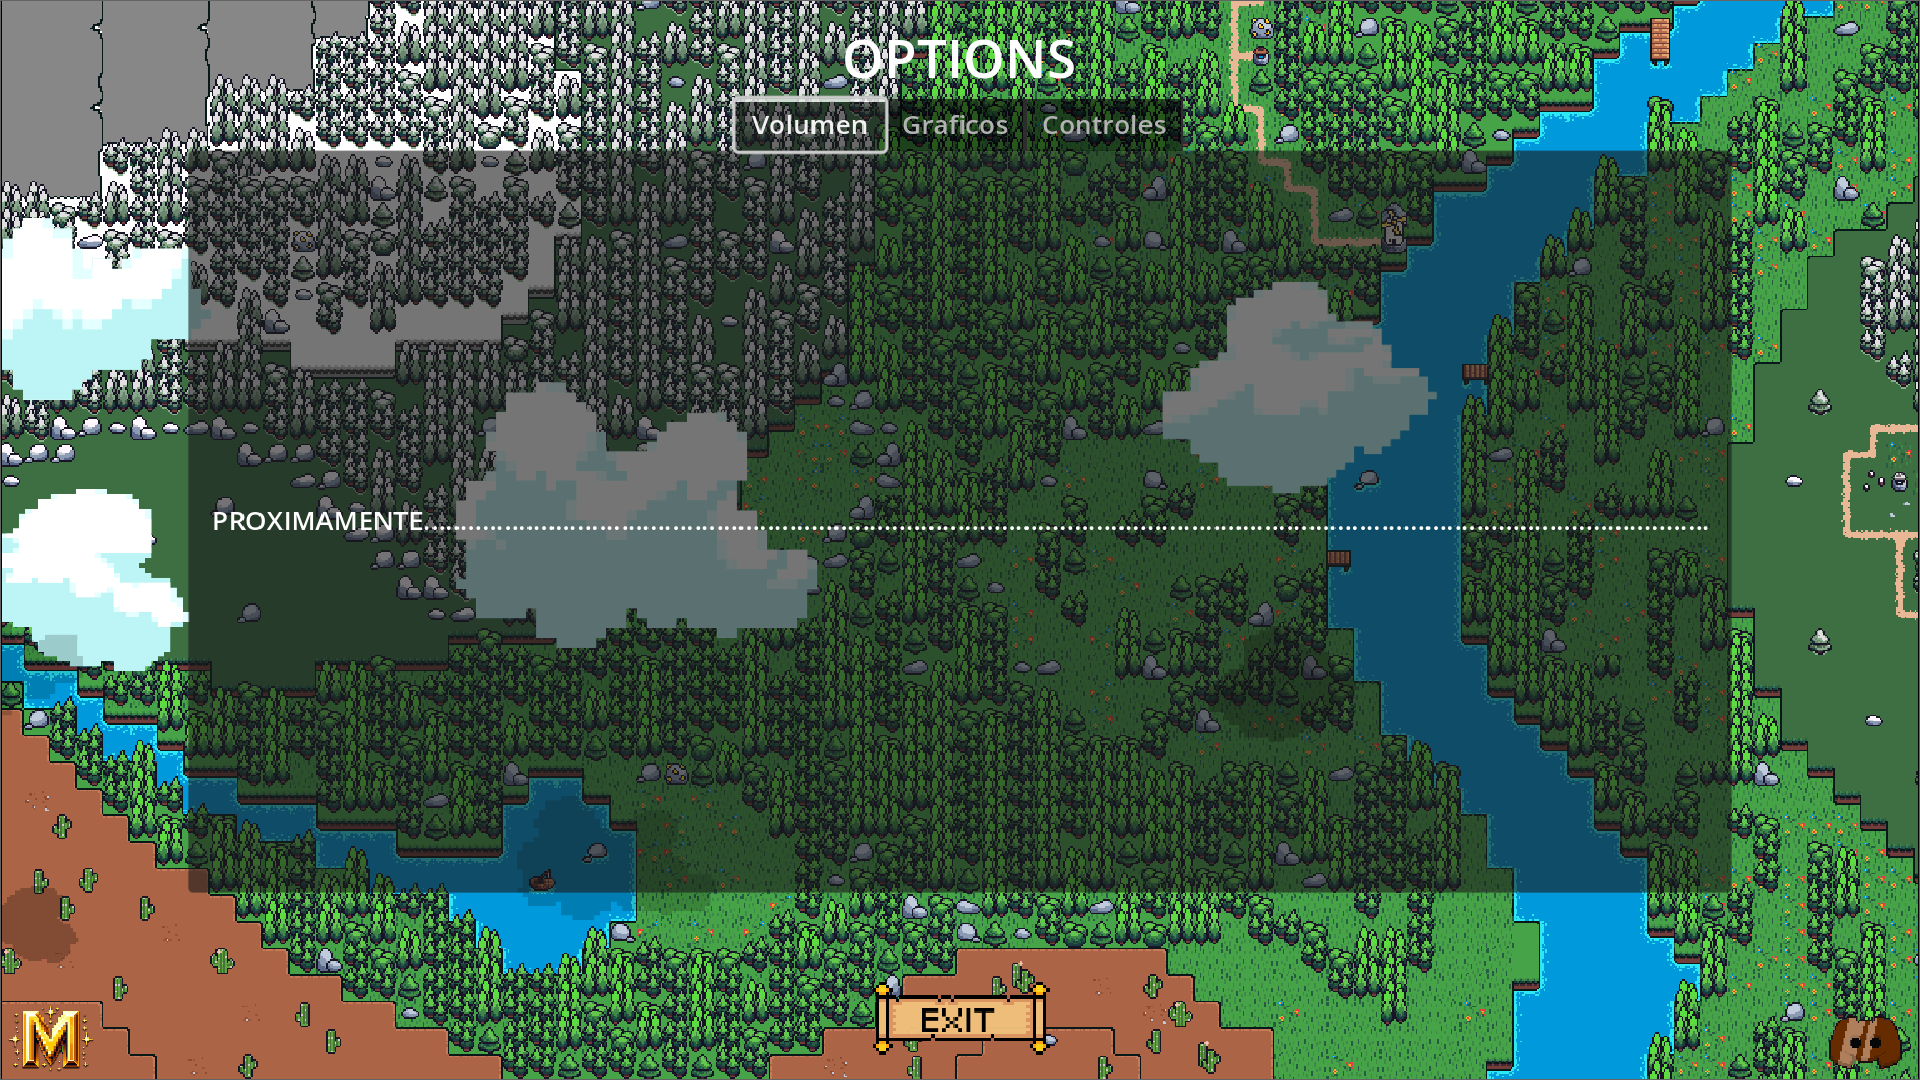 OPTIONS
Volumen Graficos Controles
PROXIMAMENTE................................................................................................................................................................
EXIT
M